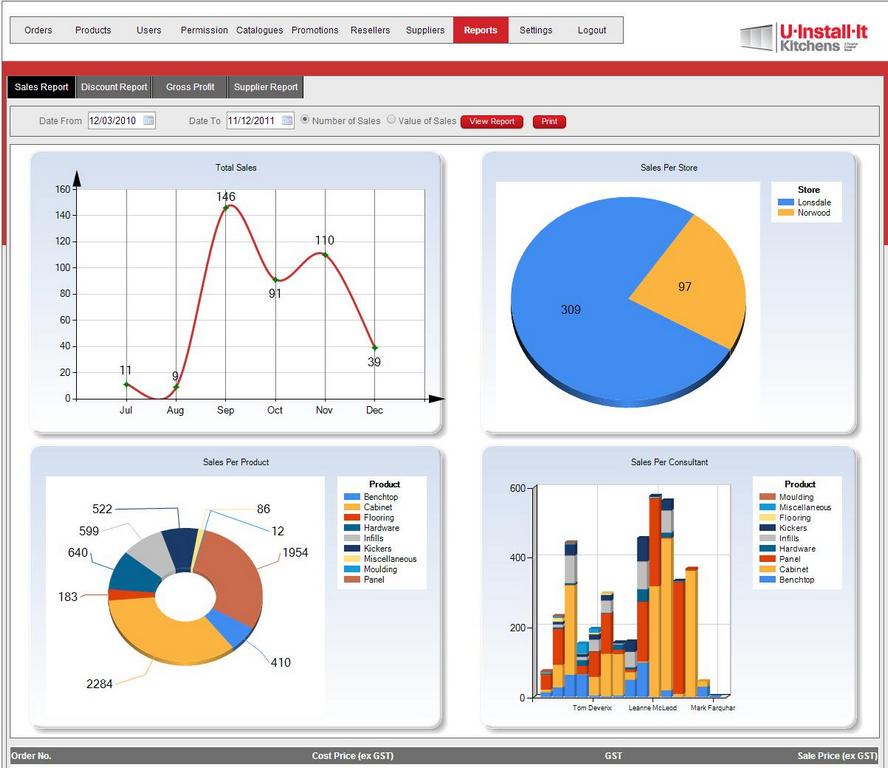 Orders Products Users Permission Catalogues Promotions Resellers Suppliers Reports Settings Logout
U-Install-It
Kitchens
Sales Report Discount Report Gross Profit Supplier Report
Date From 12/03/2010 Date To 11/12/2011 Number of Sales Value of Sales View Report Print
Total Sales
160
140
120
100
80
60
40
20
0
11
9
146
91
110
39
Jul Aug Sep Oct Nov Dec
Sales Per Store
309
97
Store
Lonsdale
Norwood
Sales Per Product
522
599
640
183
2284
86
12
1954
410
Product
Benchtop
Cabinet
Flooring
Hardware
Infills
Kickers
Miscellaneous
Moulding
Panel
Sales Per Consultant
600
400
200
0
Tom Deverix Leanne McLeod Mark Farquhar
Product
Moulding
Miscellaneous
Flooring
Kickers
Infills
Hardware
Panel
Cabinet
Benchtop
Order No. Cost Price (ex GST) GST Sale Price (ex GST)